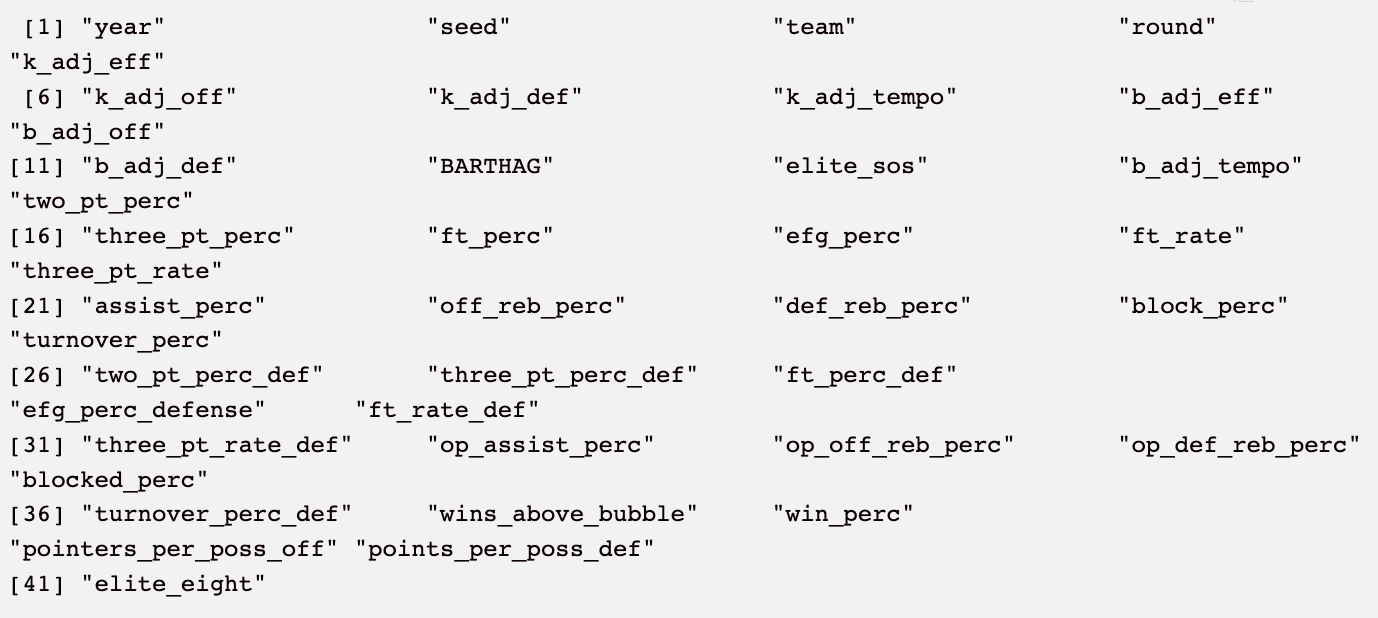 [1] "year" "seed" "team" "round"
"k_adj_eff"
[6] "k_adj_off" "k_adj_def" "k_adj_tempo" "b_adj_eff"
"b_adj_off"
[11] "b_adj_def" "BARTHAG" "elite_sos" "b_adj_tempo"
"two_pt_perc"
[16] "three_pt_perc" "ft_perc" "efg_perc" "ft_rate"
"three_pt_rate"
[21] "assist_perc" "off_reb_perc" "def_reb_perc" "block_perc"
"turnover_perc"
[26] "two_pt_perc_def" "three_pt_perc_def" "ft_perc_def"
"efg_perc_defense" "ft_rate_def"
[31] "three_pt_rate_def" "op_assist_perc" "op_off_reb_perc" "op_def_reb_perc"
"blocked_perc"
[36] "turnover_perc_def" "wins_above_bubble" "win_perc"
"pointers_per_poss_off" "points_per_poss_def"
[41] "elite_eight"